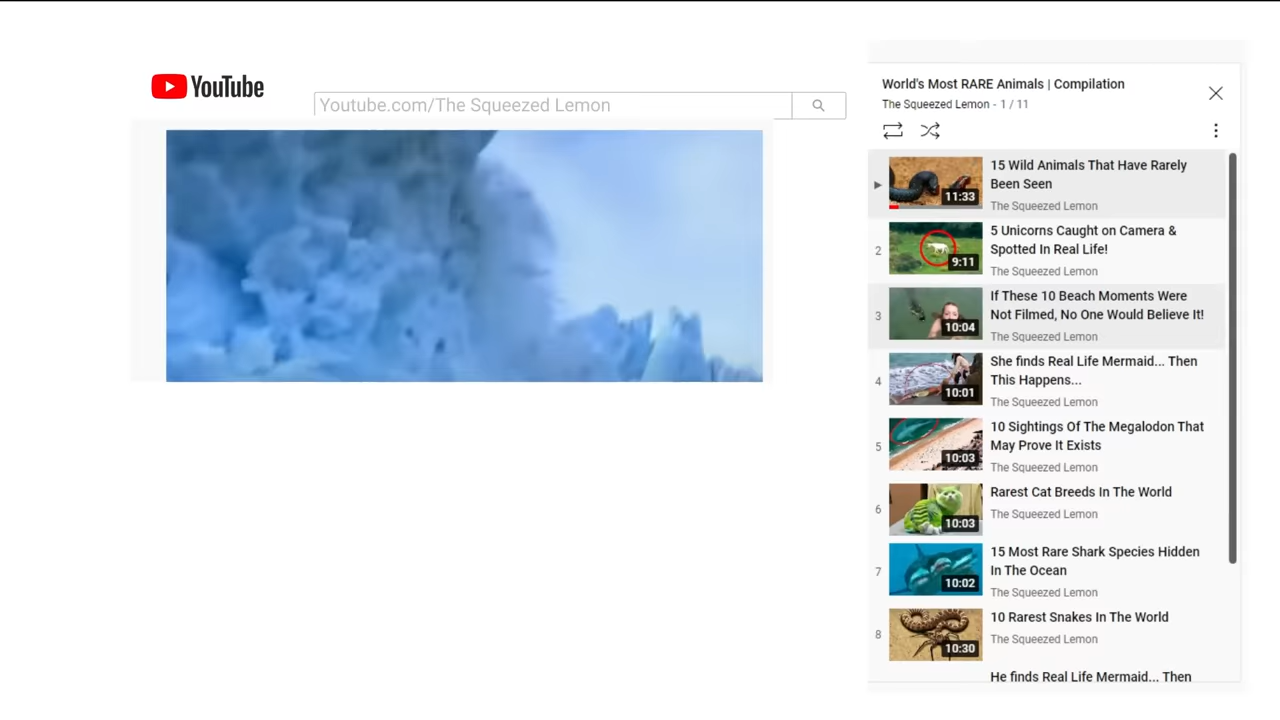 YouTube
Youtube.com/The Squeezed Lemon
World's Most RARE Animals | Compilation
The Squeezed Lemon - 1 / 11
15 Wild Animals That Have Rarely
Been Seen
The Squeezed Lemon
11:33
2
5 Unicorns Caught on Camera &
Spotted In Real Life!
The Squeezed Lemon
9:11
3
If These 10 Beach Moments Were
Not Filmed, No One Would Believe It!
The Squeezed Lemon
10:04
4
She finds Real Life Mermaid... Then
This Happens...
The Squeezed Lemon
10:01
5
10 Sightings Of The Megalodon That
May Prove It Exists
The Squeezed Lemon
10:03
6
Rarest Cat Breeds In The World
The Squeezed Lemon
10:03
7
15 Most Rare Shark Species Hidden
In The Ocean
The Squeezed Lemon
10:02
8
10 Rarest Snakes In The World
The Squeezed Lemon
10:30
He finds Real Life Mermaid... Then